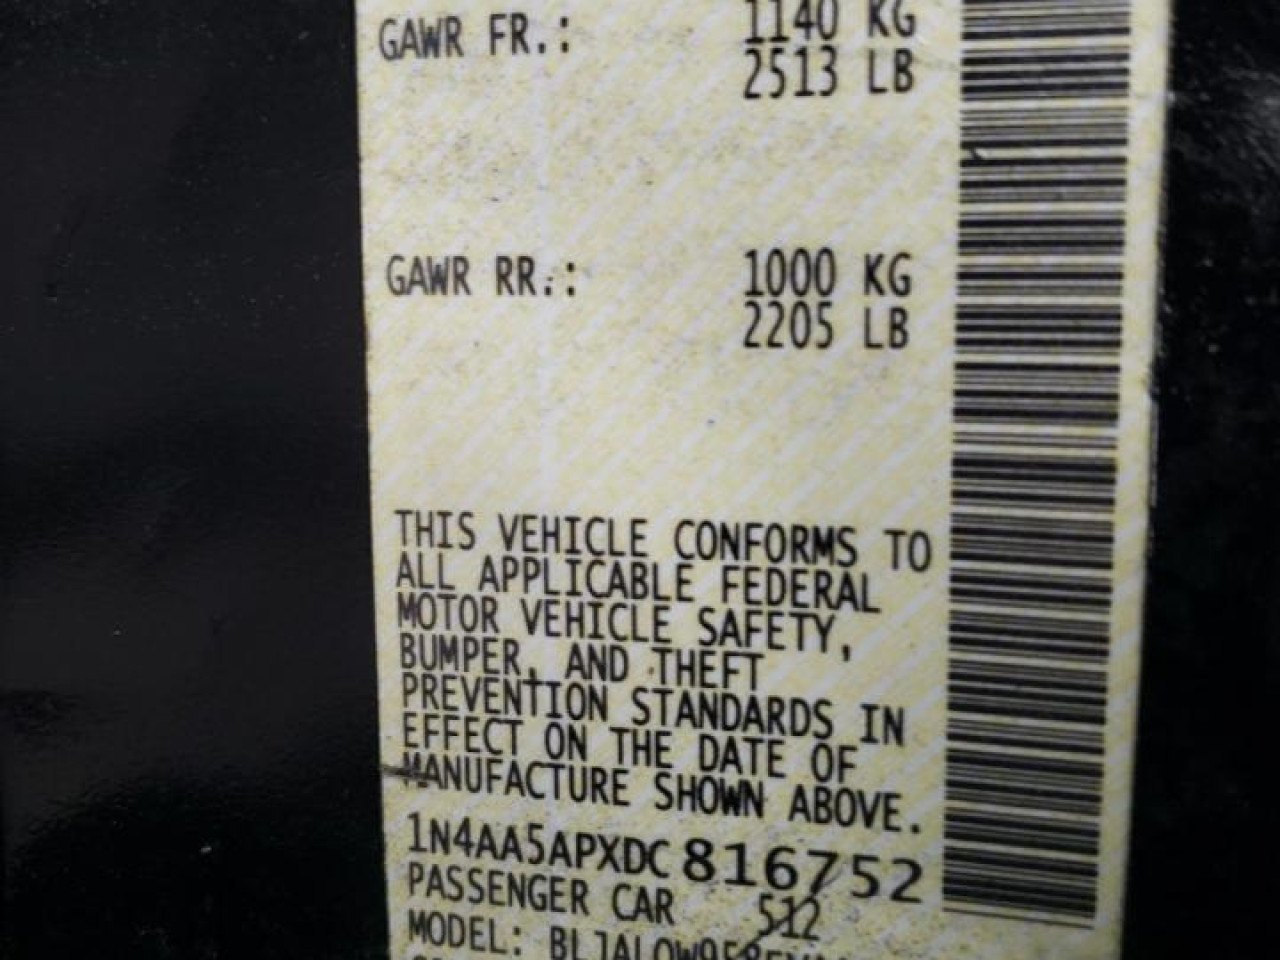 GAWR FR.: 1140 KG
2513 LB
GAWR RR.: 1000 KG
2205 LB
THIS VEHICLE CONFORMS TO
ALL APPLICABLE FEDERAL
MOTOR VEHICLE SAFETY,
BUMPER, AND THEFT
PREVENTION STANDARDS IN
EFFECT ON THE DATE OF
MANUFACTURE SHOWN ABOVE.
1N4AA5APXDC816752
PASSENGER CAR 512
MODEL: